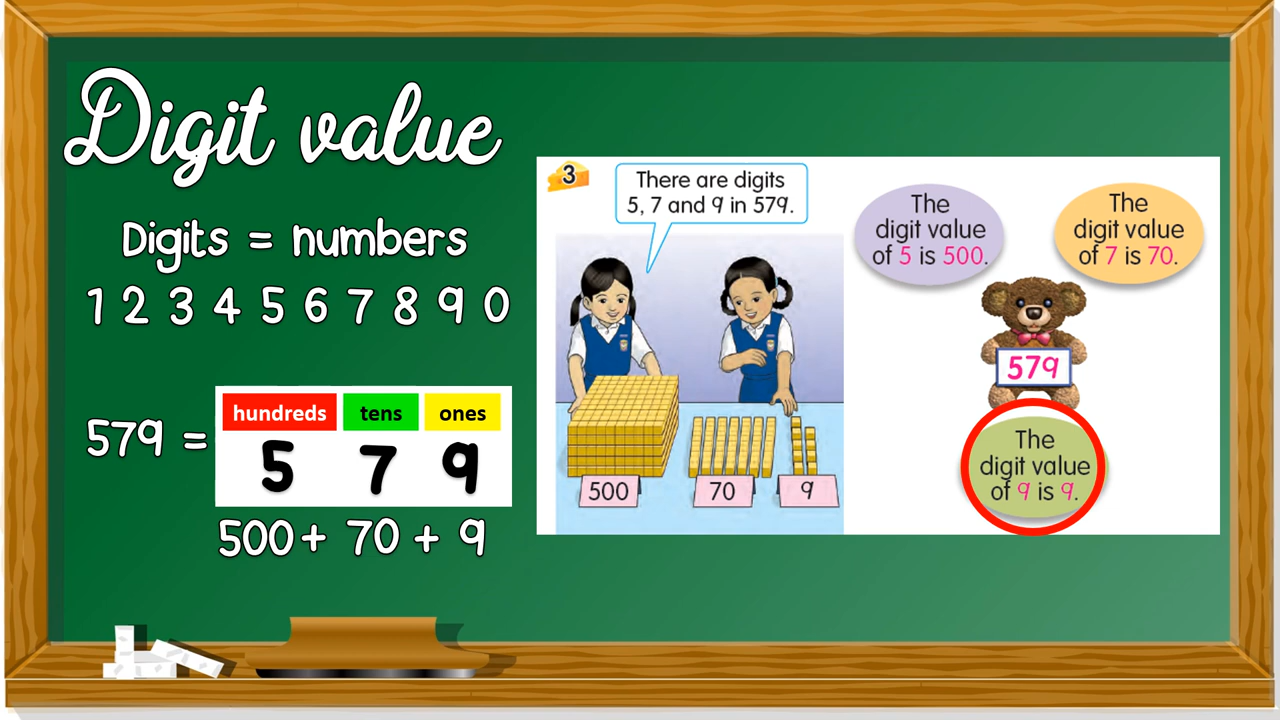 Digit value
Digits = numbers
1 2 3 4 5 6 7 8 9 0
579 =
hundreds tens ones
5 7 9
500 + 70 + 9
3
There are digits
5, 7 and 9 in 579.
500
70
9
The
digit value
of 5 is 500.
The
digit value
of 7 is 70.
579
The
digit value
of 9 is 9.